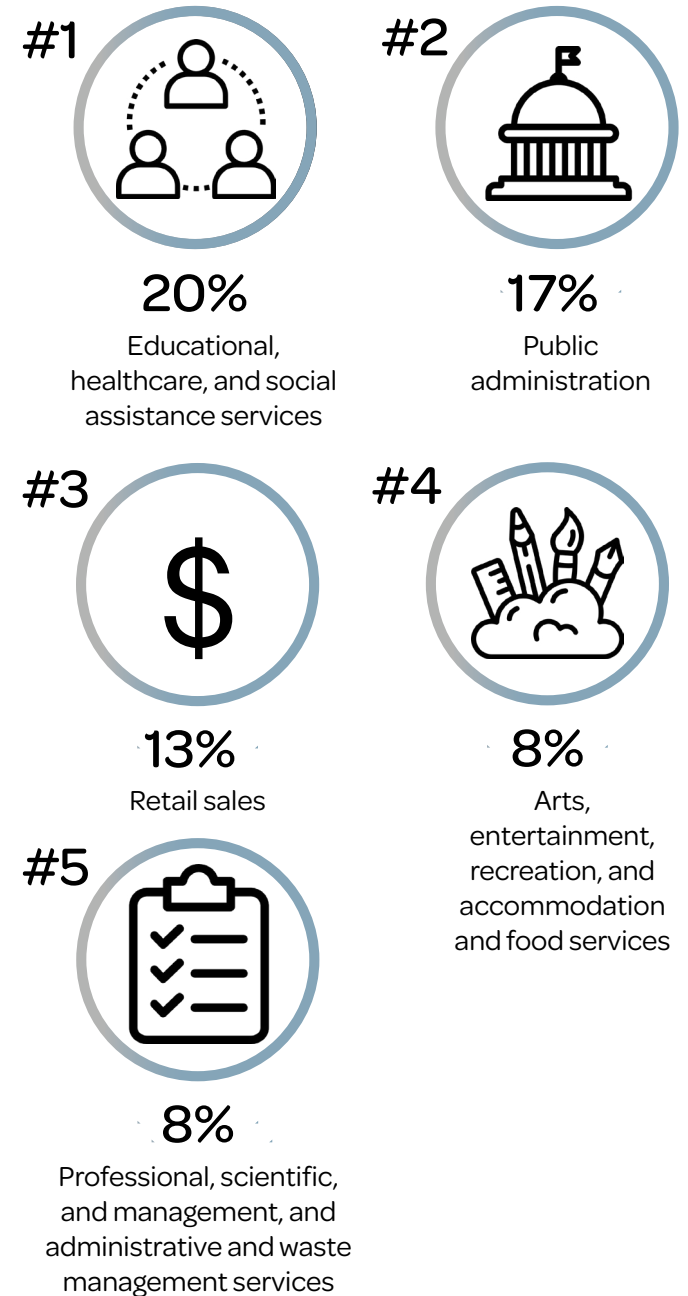 #1
20%
Educational,
healthcare, and social
assistance services
#2
17%
Public
administration
#3
$
13%
Retail sales
#4
8%
Arts,
entertainment,
recreation, and
accommodation
and food services
#5
8%
Professional, scientific,
and management, and
administrative and waste
management services